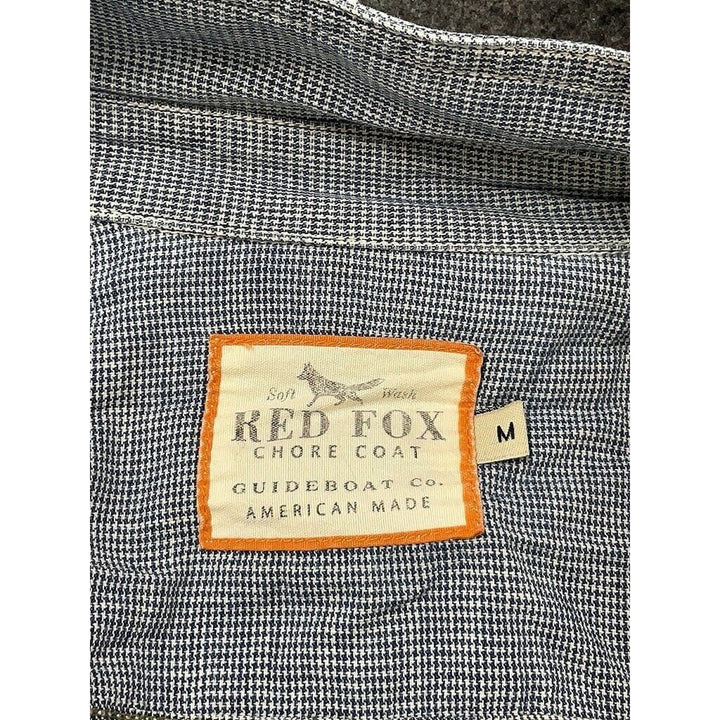 Soft Wash
RED FOX
CHORE COAT
GUIDEBOAT Co.
AMERICAN MADE
M